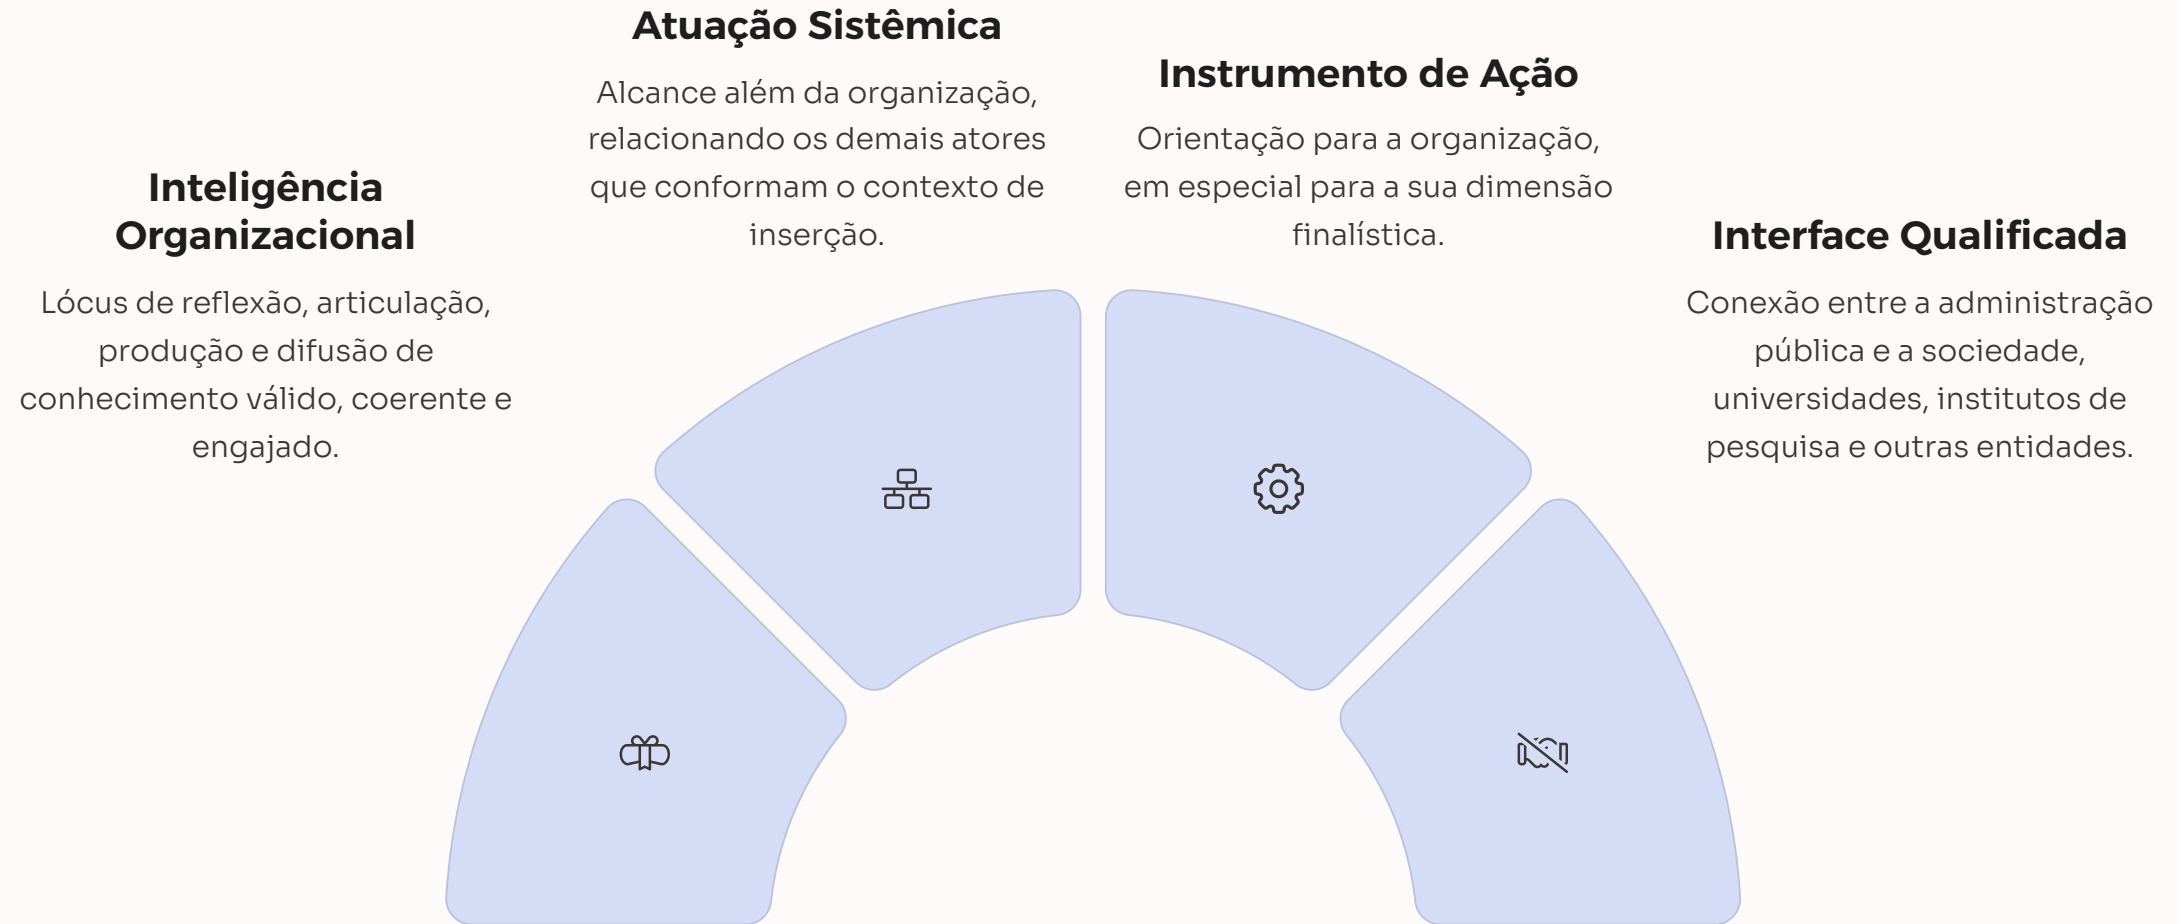 Inteligência
Organizacional
Lócus de reflexão, articulação,
produção e difusão de
conhecimento válido, coerente e
engajado.
Atuação Sistêmica
Alcance além da organização,
relacionando os demais atores
que conformam o contexto de
inserção.
Instrumento de Ação
Orientação para a organização,
em especial para a sua dimensão
finalística.
Interface Qualificada
Conexão entre a administração
pública e a sociedade,
universidades, institutos de
pesquisa e outras entidades.